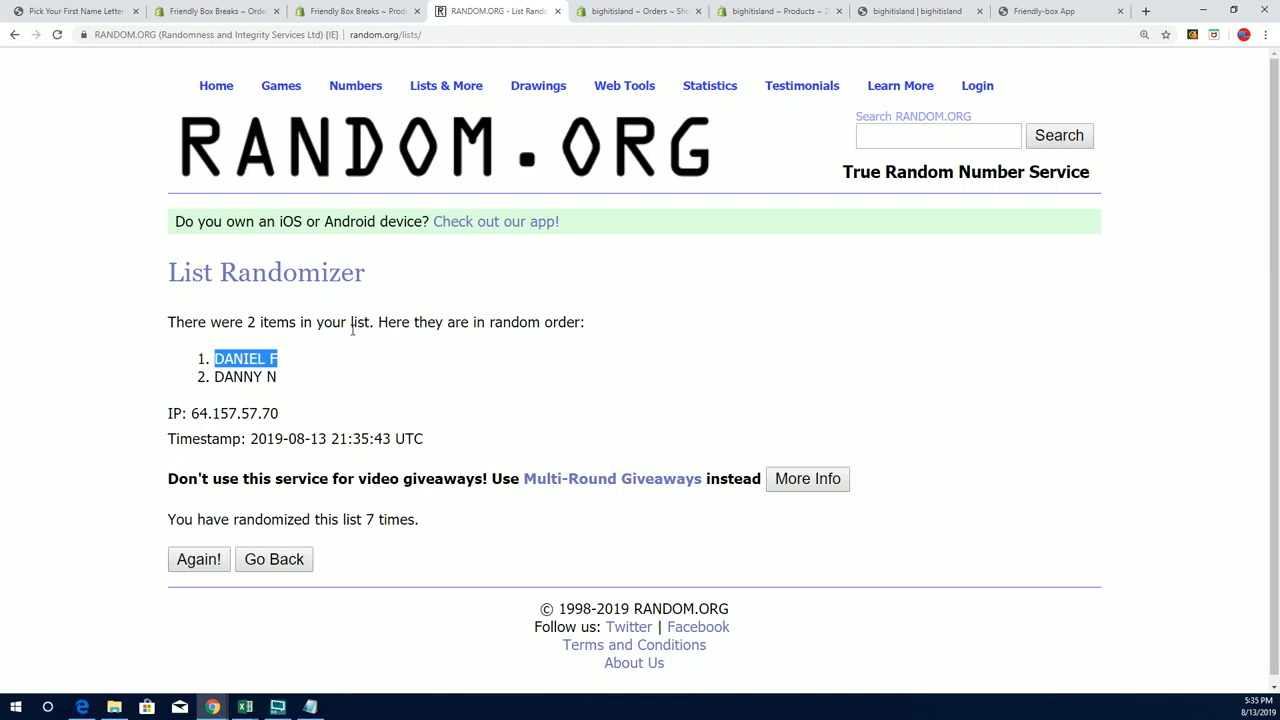 Pick Your First Name Letter
Friendly Box Breaks ~ Orde
Friendly Box Breaks ~ Produ
RANDOM.ORG - List Rando
bighitisland ~ Orders ~ Sho
bighitisland ~ Products ~ 2
bighitisland | bighitisland
Friendly-box App
RANDOM.ORG (Randomness and Integrity Services Ltd) [IE] | random.org/lists/
Home Games Numbers Lists & More Drawings Web Tools Statistics Testimonials Learn More Login
RANDOM.ORG
Search RANDOM.ORG
Search
True Random Number Service
Do you own an iOS or Android device? Check out our app!
List Randomizer
There were 2 items in your list. Here they are in random order:
1. DANIEL F
2. DANNY N
IP: 64.157.57.70
Timestamp: 2019-08-13 21:35:43 UTC
Don't use this service for video giveaways! Use Multi-Round Giveaways instead More Info
You have randomized this list 7 times.
Again! Go Back
© 1998-2019 RANDOM.ORG
Follow us: Twitter | Facebook
Terms and Conditions
About Us
5:35 PM
8/13/2019